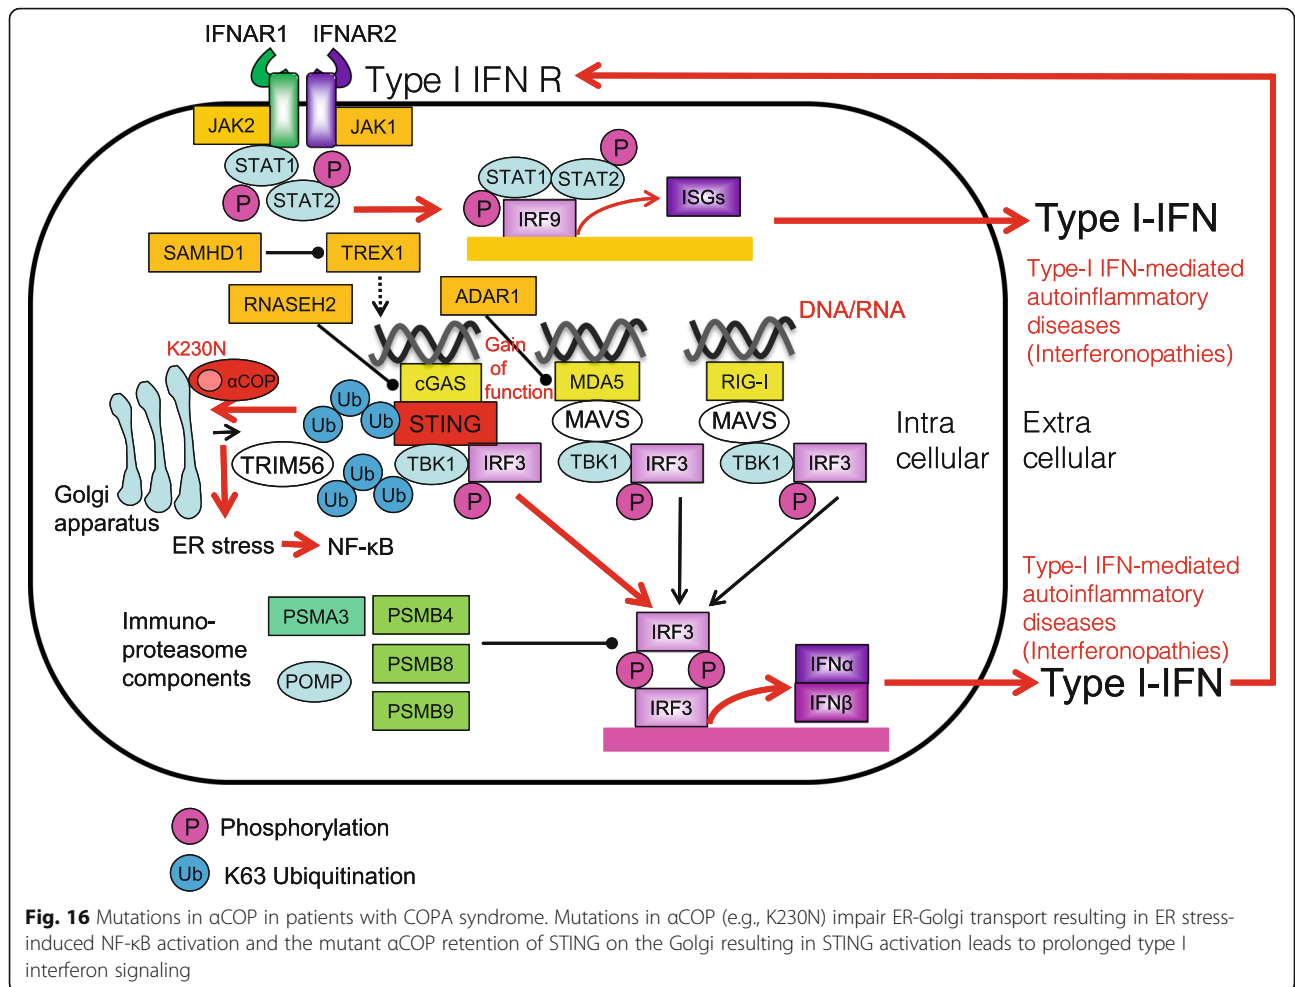 IFNAR1 IFNAR2
Type I IFN R
JAK2 JAK1
STAT1
P
P
STAT2
P
STAT1 STAT2
P
IRF9
ISGs
Type I-IFN
Type-I IFN-mediated
autoinflammatory
diseases
(Interferonopathies)
SAMHD1 TREX1
RNASEH2
ADAR1
DNA/RNA
K230N
αCOP
Gain
of
function
cGAS
MDA5
RIG-I
Ub
Ub
Ub
STING
MAVS
MAVS
TRIM56
TBK1
IRF3
P
TBK1
IRF3
P
TBK1
IRF3
P
Ub
Ub
Ub
Intra
cellular
Extra
cellular
Golgi
apparatus
ER stress
NF-κB
Immuno-
proteasome
components
PSMA3
PSMB4
POMP
PSMB8
PSMB9
IRF3
P
P
IRF3
IFNα
IFNβ
Type-I IFN-mediated
autoinflammatory
diseases
(Interferonopathies)
Type I-IFN
P Phosphorylation
Ub K63 Ubiquitination
Fig. 16 Mutations in αCOP in patients with COPA syndrome. Mutations in αCOP (e.g., K230N) impair ER-Golgi transport resulting in ER stress-
induced NF-κB activation and the mutant αCOP retention of STING on the Golgi resulting in STING activation leads to prolonged type I
interferon signaling